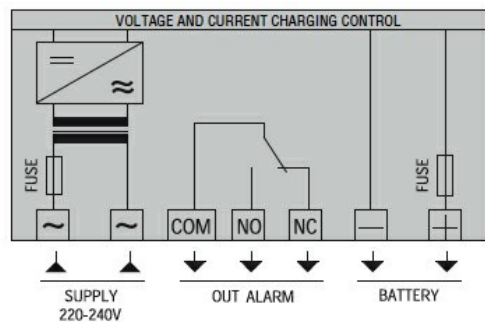 VOLTAGE AND CURRENT CHARGING CONTROL
FUSE
FUSE
~ ~ COM NO NC — +
SUPPLY OUT ALARM BATTERY
220-240V